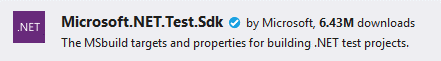 .NET
Microsoft.NET.Test.Sdk by Microsoft, 6.43M downloads
The MSbuild targets and properties for building .NET test projects.